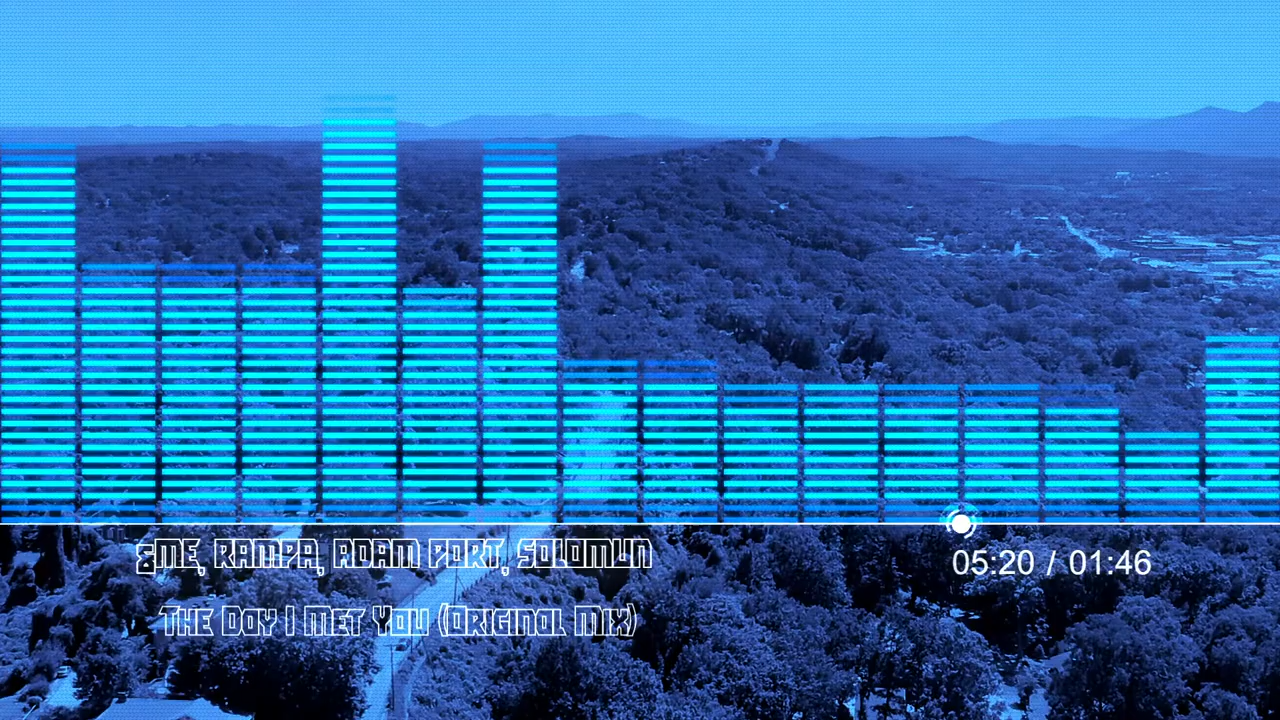 &ME, RAMPA, ADAM PORT, SOLOMUN
05:20 / 01:46
The Day I Met You (Original Mix)